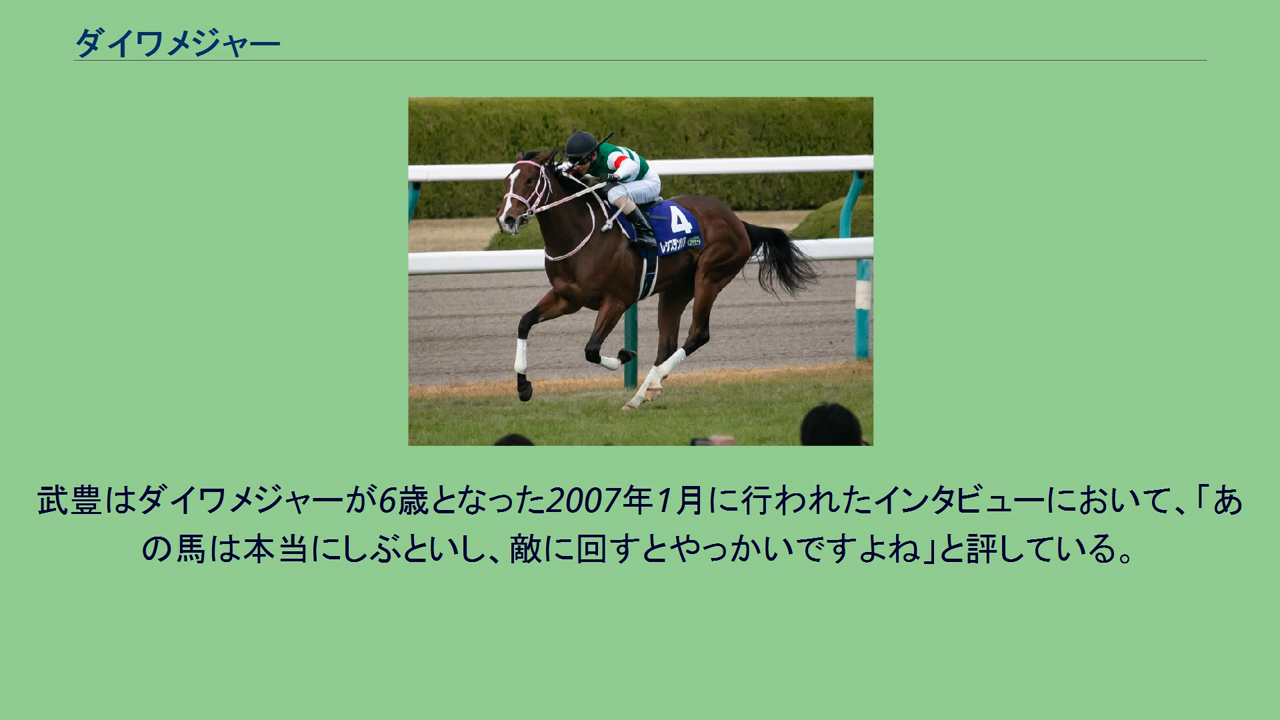 ダイワメジャー
4
武豊はダイワメジャーが6歳となった2007年1月に行われたインタビューにおいて、「あ
の馬は本当にしぶといし、敵に回すとやっかいですよね」と評している。